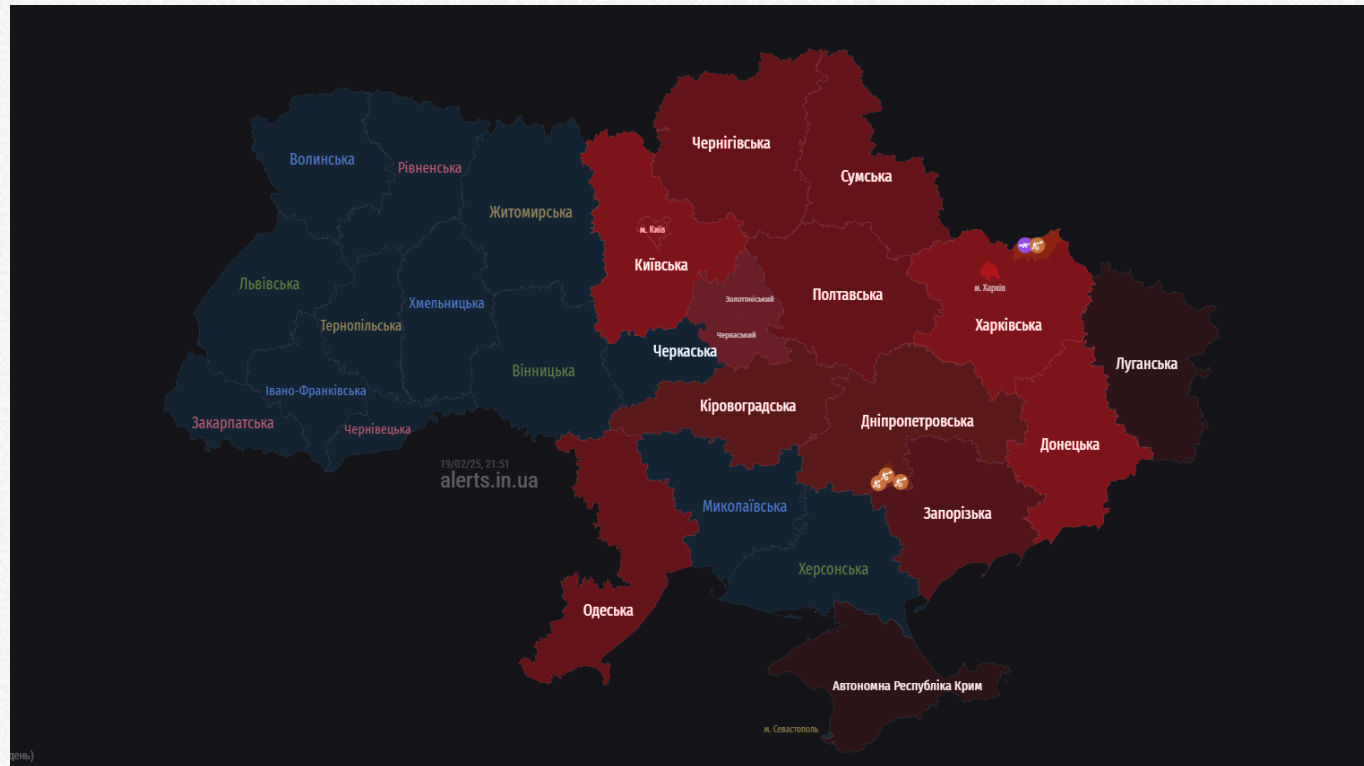 Чернігівська
Волинська
Рівненська
Сумська
Житомирська
м. Київ
Київська
Львівська
Хмельницька
Золотоніський
Полтавська
м. Харків
Тернопільська
Харківська
Черкаський
Черкаська
Луганська
Вінницька
Івано-Франківська
Кіровоградська
Закарпатська
Чернівецька
Дніпропетровська
Донецька
19/02/25, 21:51
alerts.in.ua
Миколаївська
Запорізька
Херсонська
Одеська
Автономна Республіка Крим
м. Севастополь
день)